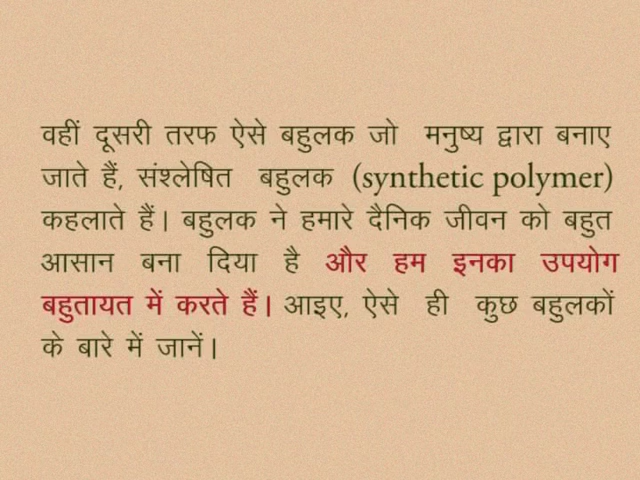 वहीं दूसरी तरफ ऐसे बहुलक जो मनुष्य द्वारा बनाए
जाते हैं, संश्लेषित बहुलक (synthetic polymer)
कहलाते हैं। बहुलक ने हमारे दैनिक जीवन को बहुत
आसान बना दिया है और हम इनका उपयोग
बहुतायत में करते हैं। आइए, ऐसे ही कुछ बहुलकों
के बारे में जानें।